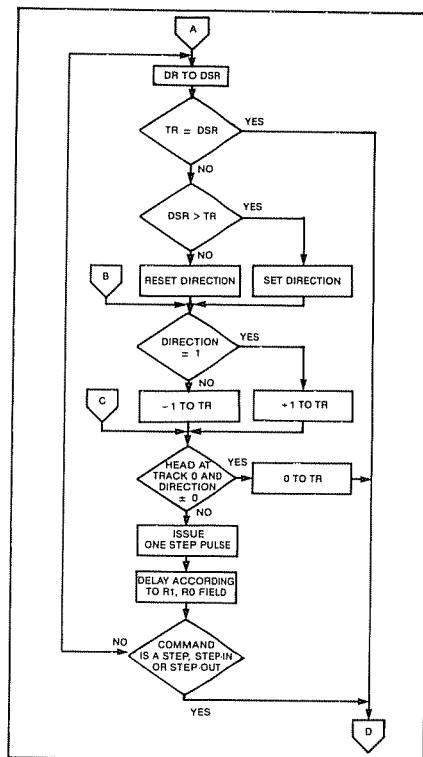 A
DR TO DSR
TR = DSR
YES
NO
DSR > TR
YES
NO
B
RESET DIRECTION
SET DIRECTION
DIRECTION
= 1
YES
NO
C
-1 TO TR
+1 TO TR
HEAD AT
TRACK 0 AND
DIRECTION
= 0
YES
0 TO TR
NO
ISSUE
ONE STEP PULSE
DELAY ACCORDING
TO R1, R0 FIELD
NO
COMMAND
IS A STEP, STEP-IN
OR STEP-OUT
YES
D